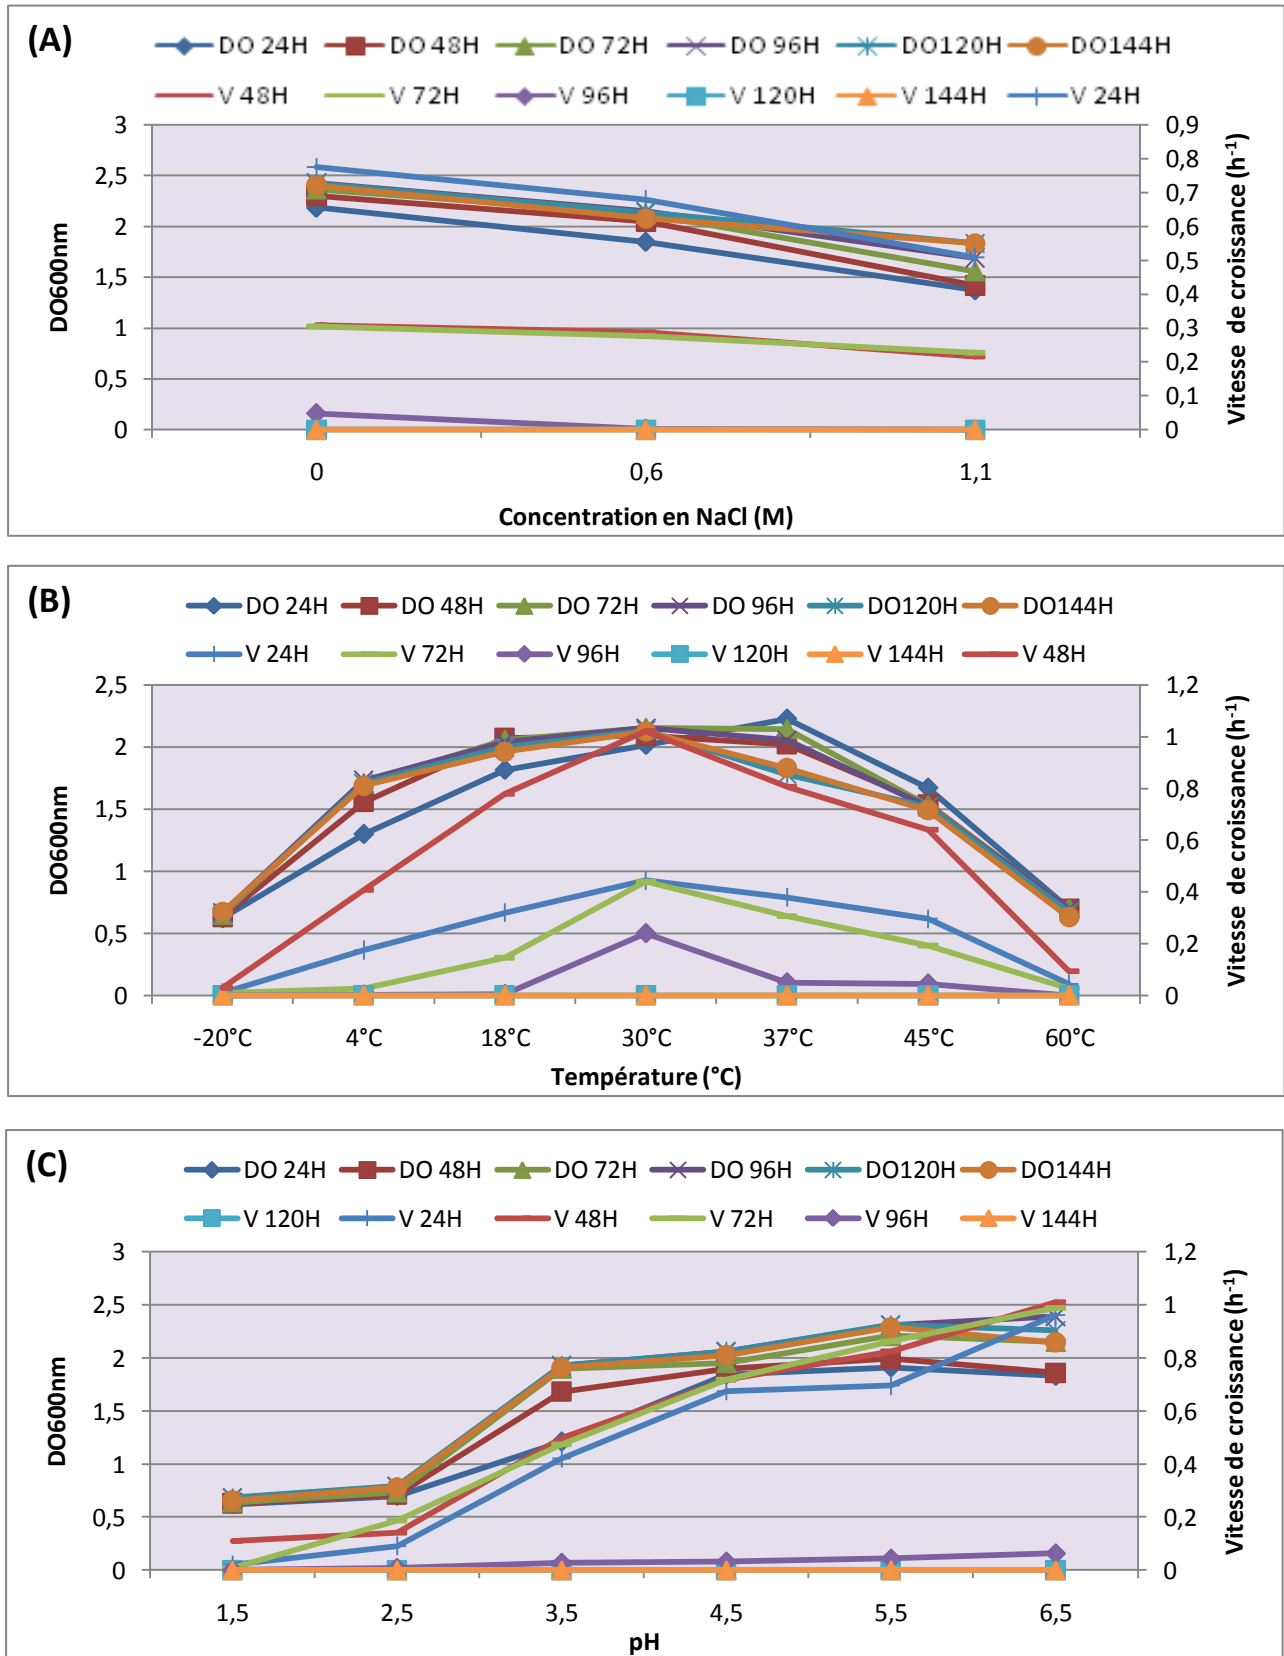 (A)
DO 24H DO 48H DO 72H DO 96H DO120H DO144H
V 48H V 72H V 96H V 120H V 144H V 24H
3 0,9
0,8
2,5 0,7
2 0,6
1,5 0,5
0,4
1 0,3
0,5 0,2
0,1
0 0
DO600nm
Vitesse de croissance (h-1)
0 0,6 1,1
Concentration en NaCl (M)
(B)
DO 24H DO 48H DO 72H DO 96H DO120H DO144H
V 24H V 72H V 96H V 120H V 144H V 48H
2,5 1,2
2 1
1,5 0,8
0,6
1 0,4
0,5 0,2
0 0
DO600nm
Vitesse de croissance (h-1)
-20°C 4°C 18°C 30°C 37°C 45°C 60°C
Température (°C)
(C)
DO 24H DO 48H DO 72H DO 96H DO120H DO144H
V 120H V 24H V 48H V 72H V 96H V 144H
3 1,2
2,5 1
2 0,8
1,5 0,6
1 0,4
0,5 0,2
0 0
DO600nm
Vitesse de croissance (h-1)
1,5 2,5 3,5 4,5 5,5 6,5
pH